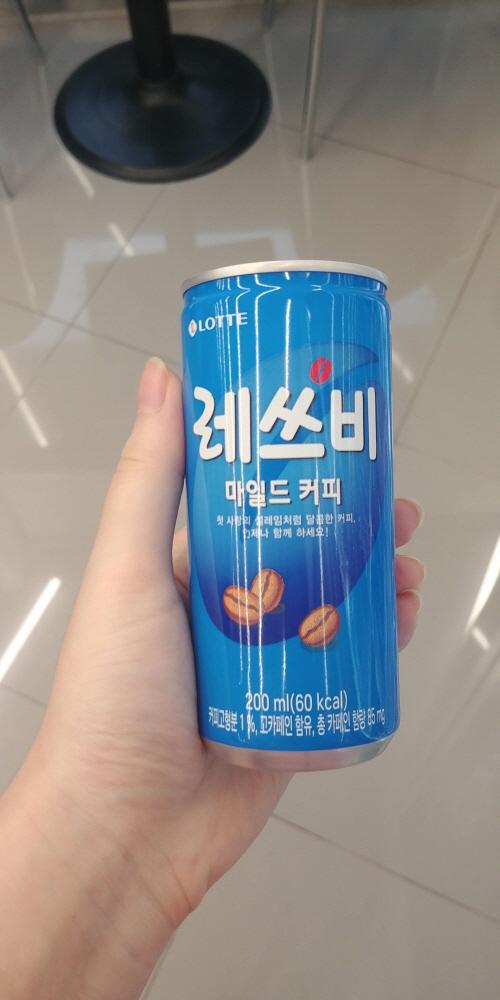 LOTTE
레쓰비
마일드 커피
첫 사랑의 설레임처럼 달콤한 커피,
언제나 함께 하세요!
200 ml(60 kcal)
커피고형분 1%, 고카페인 함유, 총 카페인 함량 85 mg